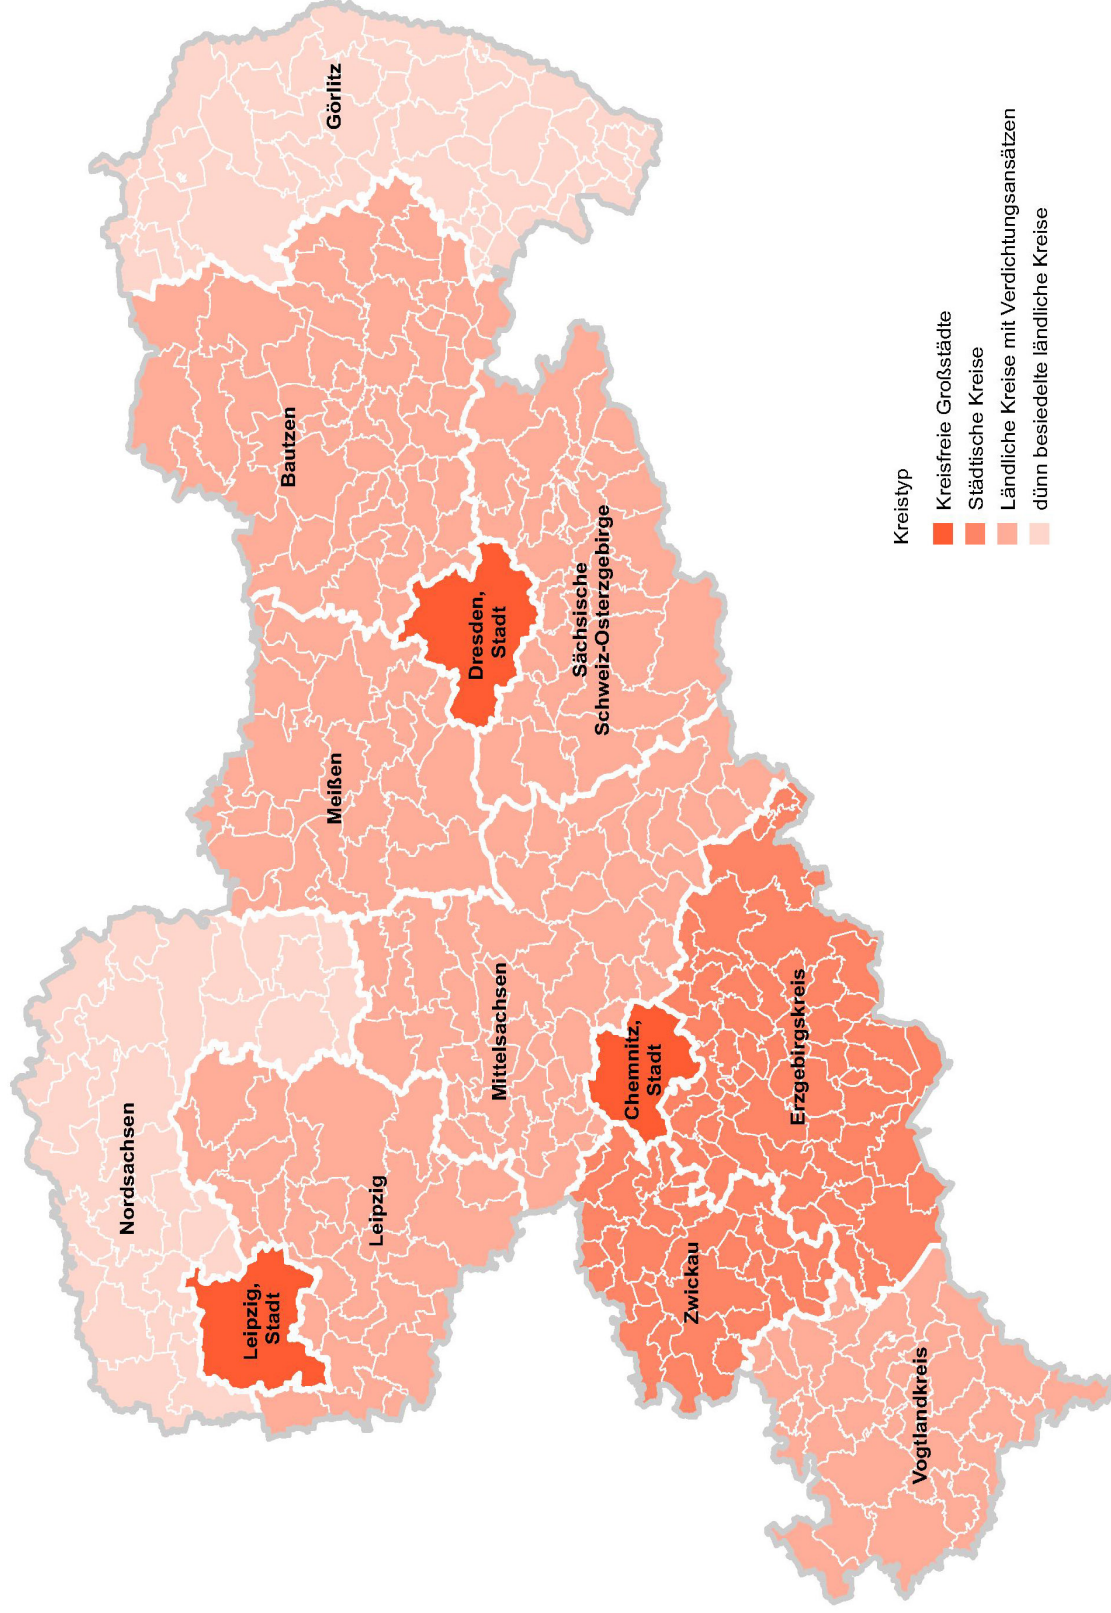 Nordsachsen
Leipzig,
Stadt
Leipzig
Meißen
Bautzen
Görlitz
Dresden,
Stadt
Mittelsachsen
Sächsische
Schweiz-Osterzgebirge
Chemnitz,
Stadt
Zwickau
Erzgebirgskreis
Vogtlandkreis
Kreistyp
Kreisfreie Großstädte
Städtische Kreise
Ländliche Kreise mit Verdichtungsansätzen
dünn besiedelte ländliche Kreise